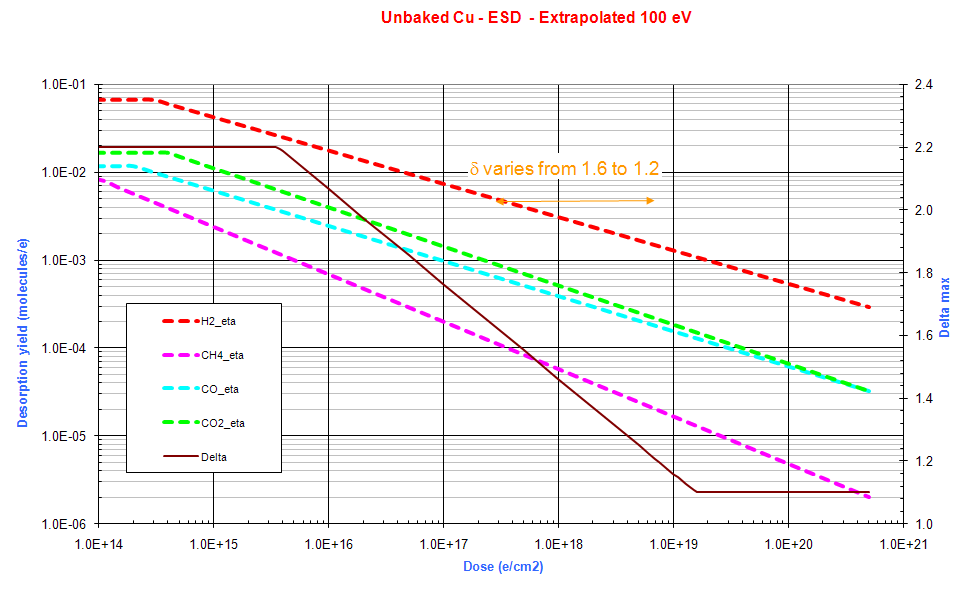 Unbaked Cu - ESD - Extrapolated 100 eV
1.0E-01
1.0E-02
1.0E-03
1.0E-04
1.0E-05
1.0E-06
Desorption yield (molecules/e)
δ varies from 1.6 to 1.2
H2_eta
CH4_eta
CO_eta
CO2_eta
Delta
2.4
2.2
2.0
1.8
1.6
1.4
1.2
1.0
Delta max
1.0E+14 1.0E+15 1.0E+16 1.0E+17 1.0E+18 1.0E+19 1.0E+20 1.0E+21
Dose (e/cm2)